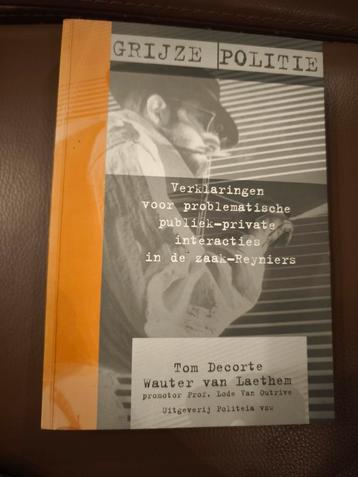 GRIJZE POLITIE
Verklaringen
voor problematische
publiek-private
interacties
in de zaak-Reyniers
Tom Decorte
Wauter van Laethem
promotor Prof. Lode Van Outrive
Uitgeverij Politeia vzw